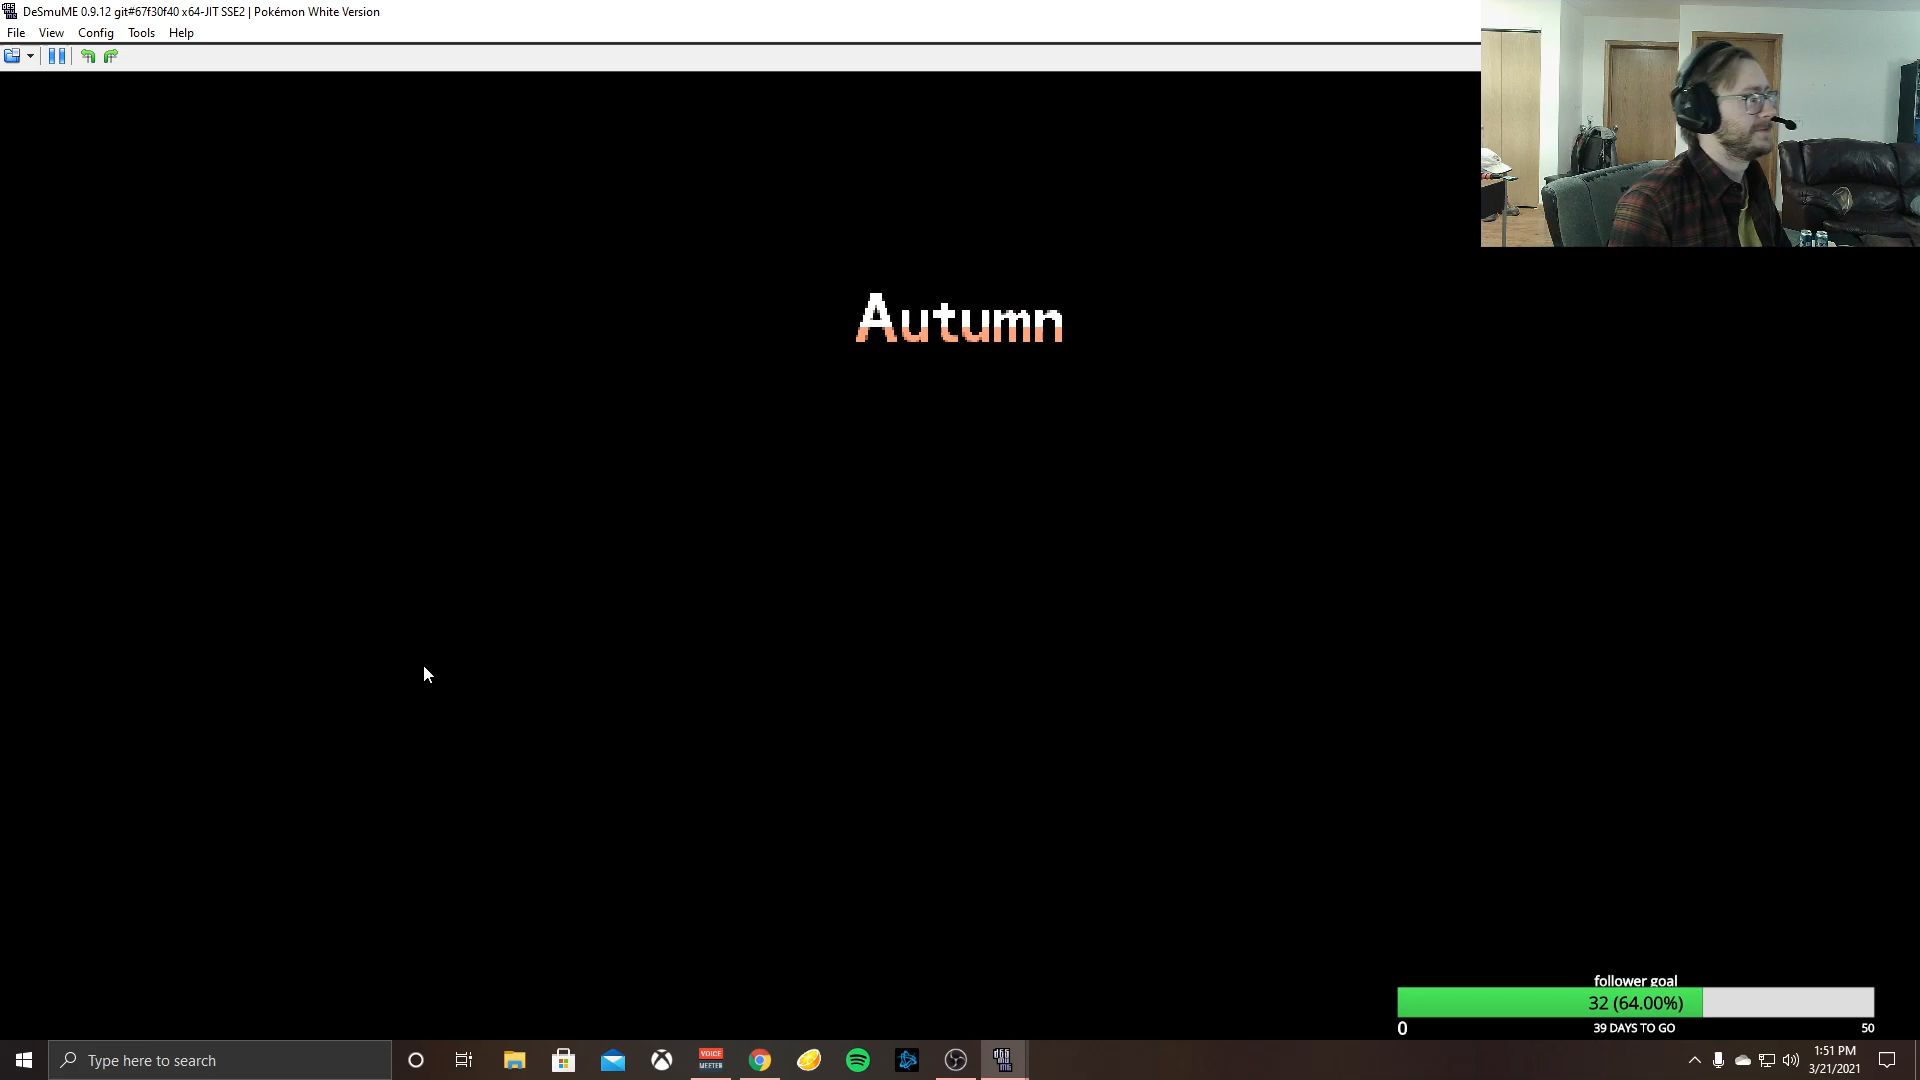 DeSmuME 0.9.12 git#67f30f40 x64-JIT SSE2 | Pokémon White Version
File View Config Tools Help
Autumn
follower goal
32 (64.00%)
0 39 DAYS TO GO 50
Type here to search
VOICE
MEETER
1:51 PM
3/21/2021